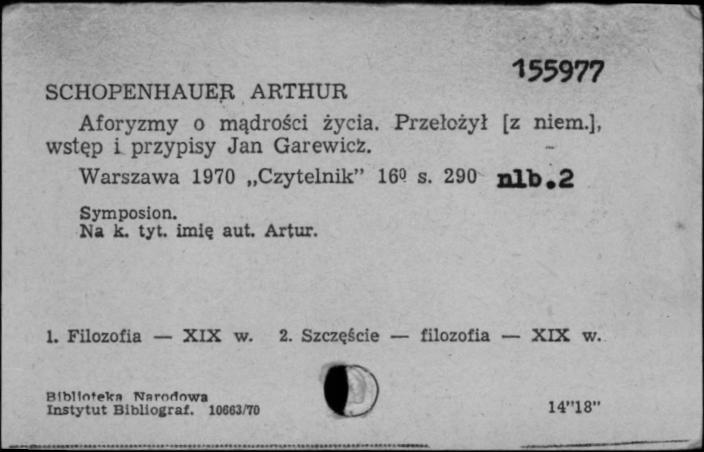 155977
SCHOPENHAUER ARTHUR
Aforyzmy o mądrości życia. Przełożył [z niem.],
wstęp i przypisy Jan Garewicz.
Warszawa 1970 „Czytelnik” 16º s. 290 nlb.2
Symposion.
Na k. tyt. imię aut. Artur.
1. Filozofia — XIX w. 2. Szczęście — filozofia — XIX w.
Biblioteka Narodowa
Instytut Bibliograf. 10663/70
14”18”